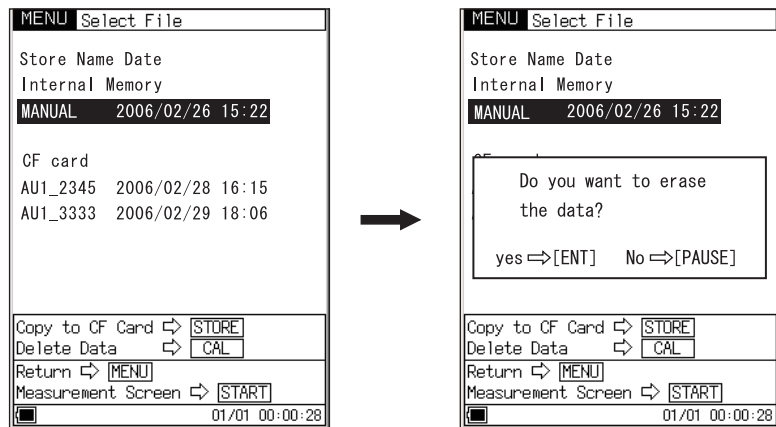 MENU Select File
Store Name Date
Internal Memory
MANUAL 2006/02/26 15:22
CF card
AU1_2345 2006/02/28 16:15
AU1_3333 2006/02/29 18:06
Copy to CF Card ⇨ STORE
Delete Data ⇨ CAL
Return ⇨ MENU
Measurement Screen ⇨ START
01/01 00:00:28
MENU Select File
Store Name Date
Internal Memory
MANUAL 2006/02/26 15:22
Do you want to erase
the data?
yes⇨[ENT] No⇨[PAUSE]
Copy to CF Card ⇨ STORE
Delete Data ⇨ CAL
Return ⇨ MENU
Measurement Screen ⇨ START
01/01 00:00:28